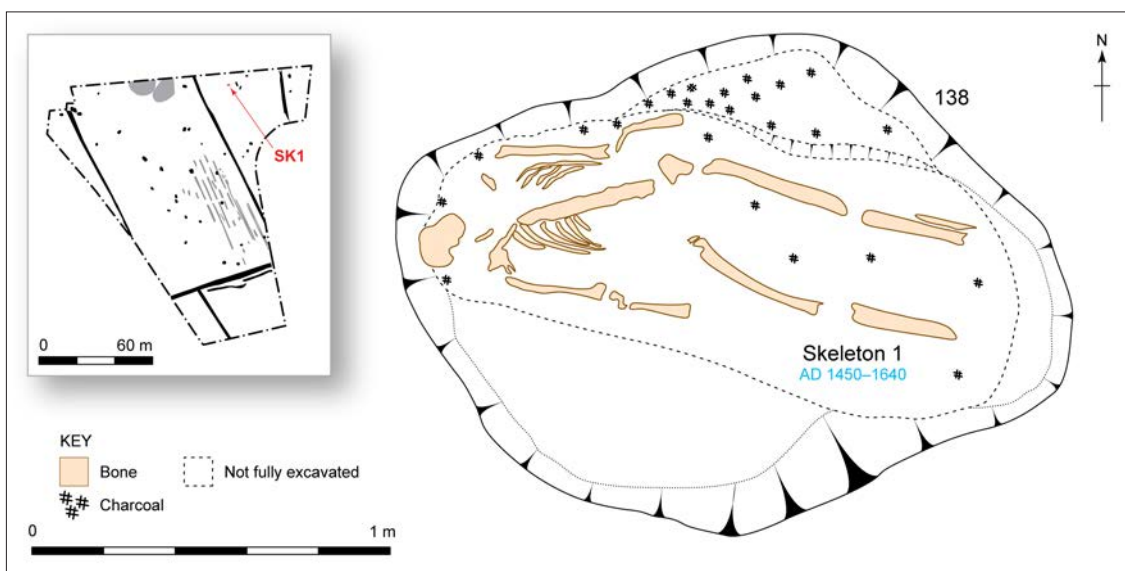 SK1
0 60 m
N
138
Skeleton 1
AD 1450–1640
KEY
Bone
Not fully excavated
Charcoal
0 1 m